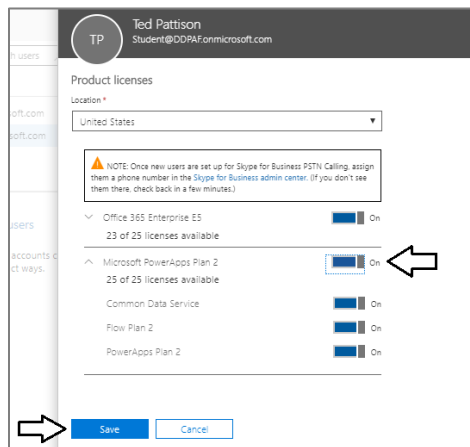 Ted Pattison
TP
Student@DDPAF.onmicrosoft.com
users
Product licenses
Location *
United States
soft.com
soft.com
NOTE: Once new users are set up for Skype for Business PSTN Calling, assign
them a phone number in the Skype for Business admin center. (If you don't see
them there, check back in a few minutes.)
Office 365 Enterprise E5 On
23 of 25 licenses available
users
accounts c
ct ways.
Microsoft PowerApps Plan 2 On
25 of 25 licenses available
Common Data Service On
Flow Plan 2 On
PowerApps Plan 2 On
Save Cancel